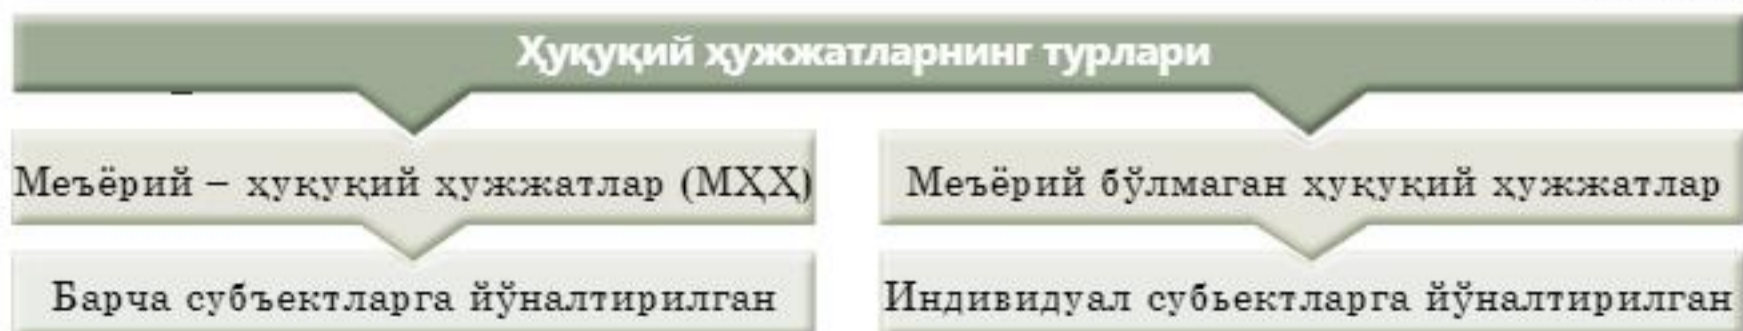 Ҳуқуқий ҳужжатларнинг турлари
Меъёрий – ҳуқуқий ҳужжатлар (МҲҲ)
Меъёрий бўлмаган ҳуқуқий ҳужжатлар
Барча субъектларга йўналтирилган
Индивидуал субьектларга йўналтирилган